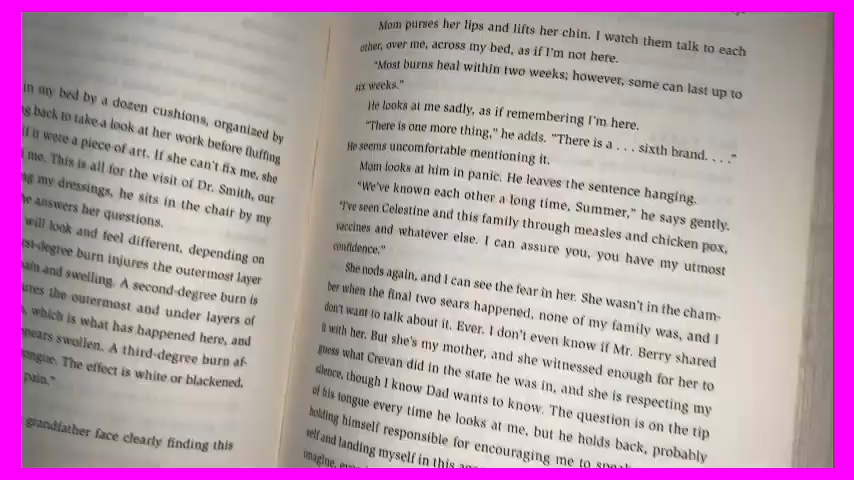 in my bed by a dozen cushions, organized by
back to take a look at her work before fluffing
if it were a piece of art. If she can't fix me, she
me. This is all for the visit of Dr. Smith, our
my dressings, he sits in the chair by my
answers her questions.
will look and feel different, depending on
burn injures the outermost layer
and swelling. A second-degree burn is
the outermost and under layers of
which is what has happened here, and
swollen. A third-degree burn af-
The effect is white or blackened,
pain."
grandfather face clearly finding this
Mom purses her lips and lifts her chin. I watch them talk to each
other, over me, across my bed, as if I'm not here.
"Most burns heal within two weeks; however, some can last up to
six weeks."
He looks at me sadly, as if remembering I'm here.
"There is one more thing," he adds. "There is a . . . sixth brand. . . ."
He seems uncomfortable mentioning it.
Mom looks at him in panic. He leaves the sentence hanging.
"We've known each other a long time, Summer," he says gently.
"I've seen Celestine and this family through measles and chicken pox,
vaccines and whatever else. I can assure you, you have my utmost
confidence."
She nods again, and I can see the fear in her. She wasn't in the cham-
ber when the final two sears happened, none of my family was, and I
don't want to talk about it. Ever. I don't even know if Mr. Berry shared
it with her. But she's my mother, and she witnessed enough for her to
guess what Crevan did in the state he was in, and she is respecting my
silence, though I know Dad wants to know. The question is on the tip
of his tongue every time he looks at me, but he holds back, probably
holding himself responsible for encouraging me to
self and landing myself in this
imagine,